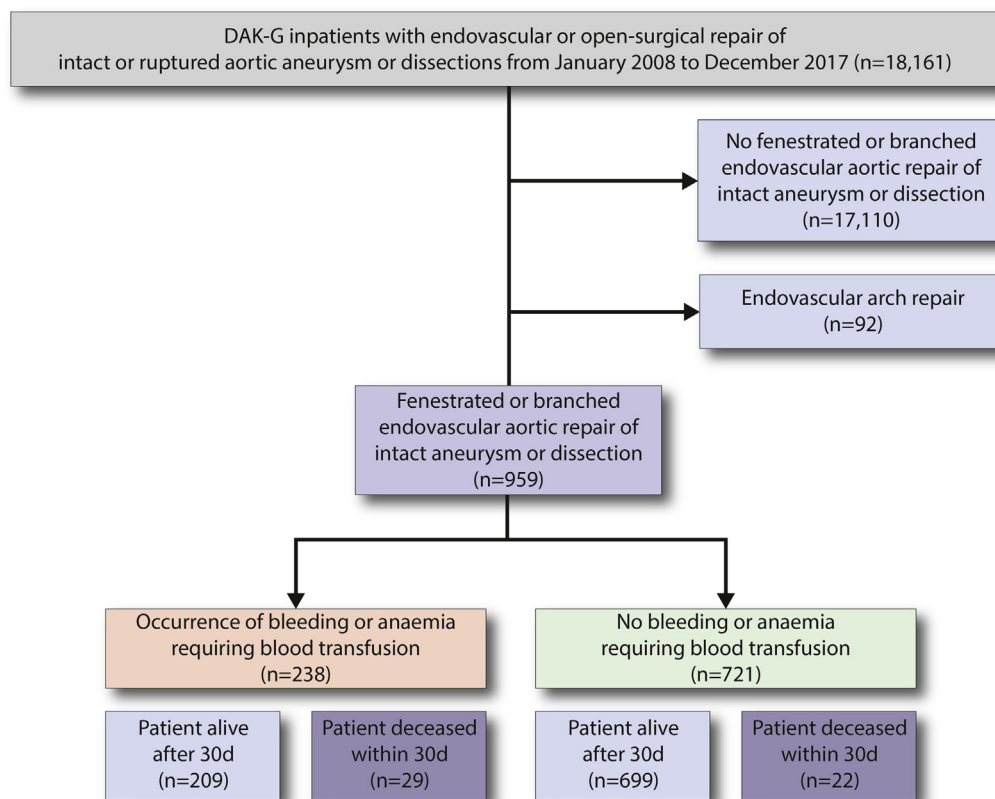 DAK-G inpatients with endovascular or open-surgical repair of
intact or ruptured aortic aneurysm or dissections from January 2008 to December 2017 (n=18,161)
No fenestrated or branched
endovascular aortic repair of
intact aneurysm or dissection
(n=17,110)
Endovascular arch repair
(n=92)
Fenestrated or branched
endovascular aortic repair of
intact aneurysm or dissection
(n=959)
Occurrence of bleeding or anaemia
requiring blood transfusion
(n=238)
No bleeding or anaemia
requiring blood transfusion
(n=721)
Patient alive
after 30d
(n=209)
Patient deceased
within 30d
(n=29)
Patient alive
after 30d
(n=699)
Patient deceased
within 30d
(n=22)